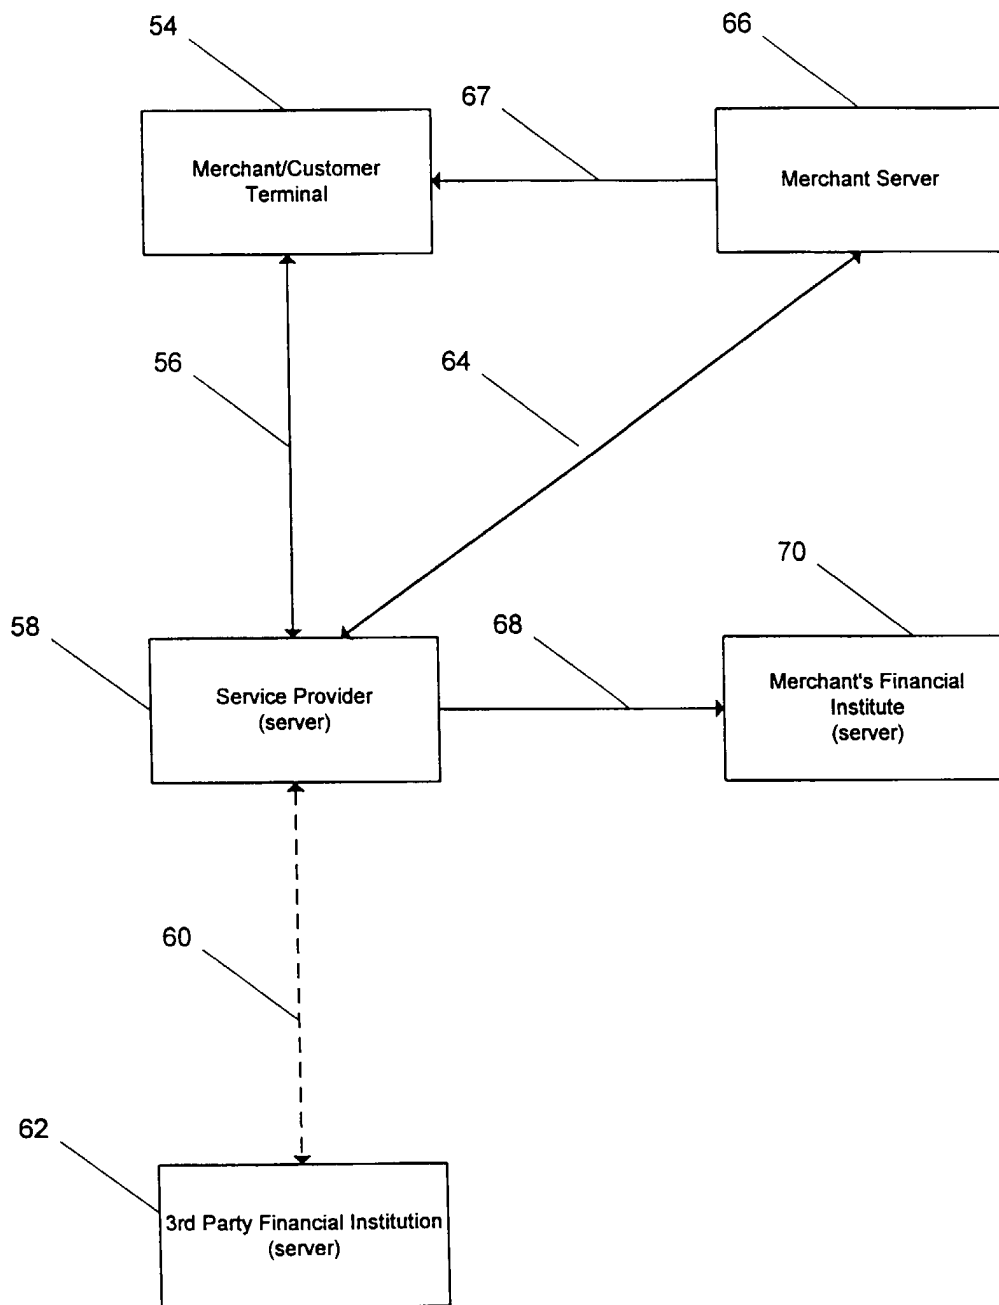 54
66
67
Merchant/Customer
Terminal
Merchant Server
56
64
70
58
68
Service Provider
(server)
Merchant's Financial
Institute
(server)
60
62
3rd Party Financial Institution
(server)